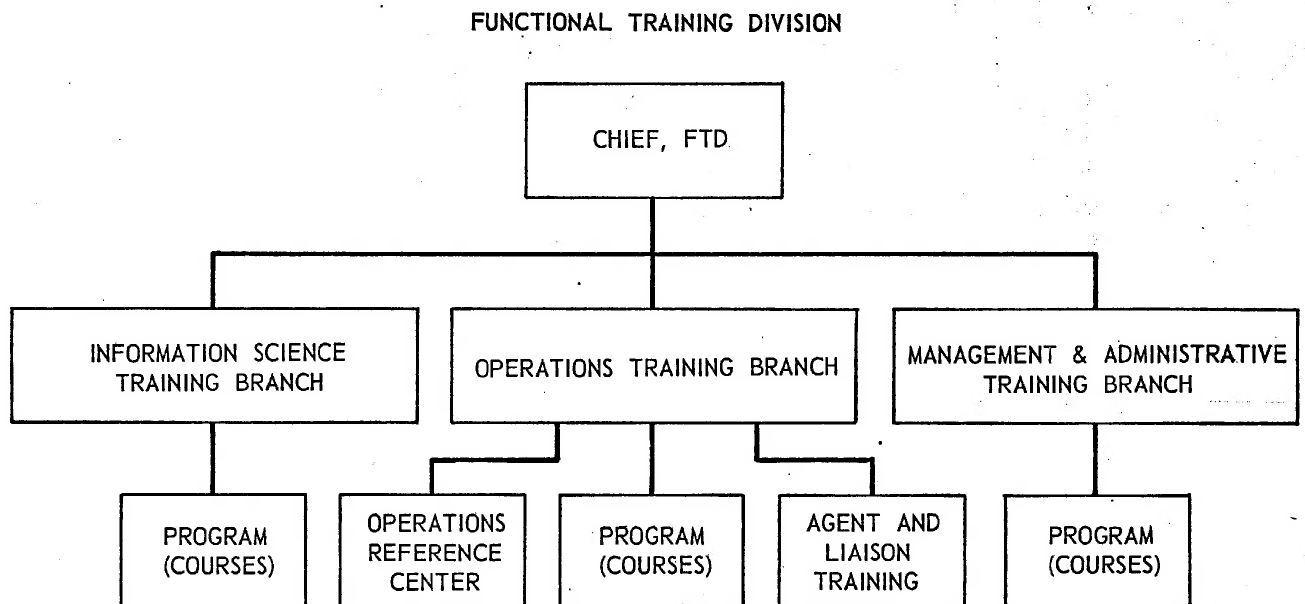 FUNCTIONAL TRAINING DIVISION
CHIEF, FTD
INFORMATION SCIENCE
TRAINING BRANCH
OPERATIONS TRAINING BRANCH
MANAGEMENT & ADMINISTRATIVE
TRAINING BRANCH
PROGRAM
(COURSES)
OPERATIONS
REFERENCE
CENTER
PROGRAM
(COURSES)
AGENT AND
LIAISON
TRAINING
PROGRAM
(COURSES)